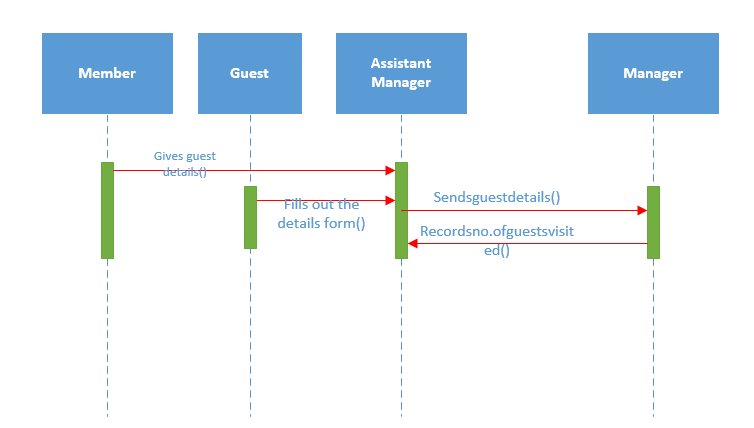 Member
Guest
Assistant
Manager
Manager
Gives guest
details()
Fills out the
details form()
Sendsguestdetails()
Recordsno.ofguestsvisit
ed()